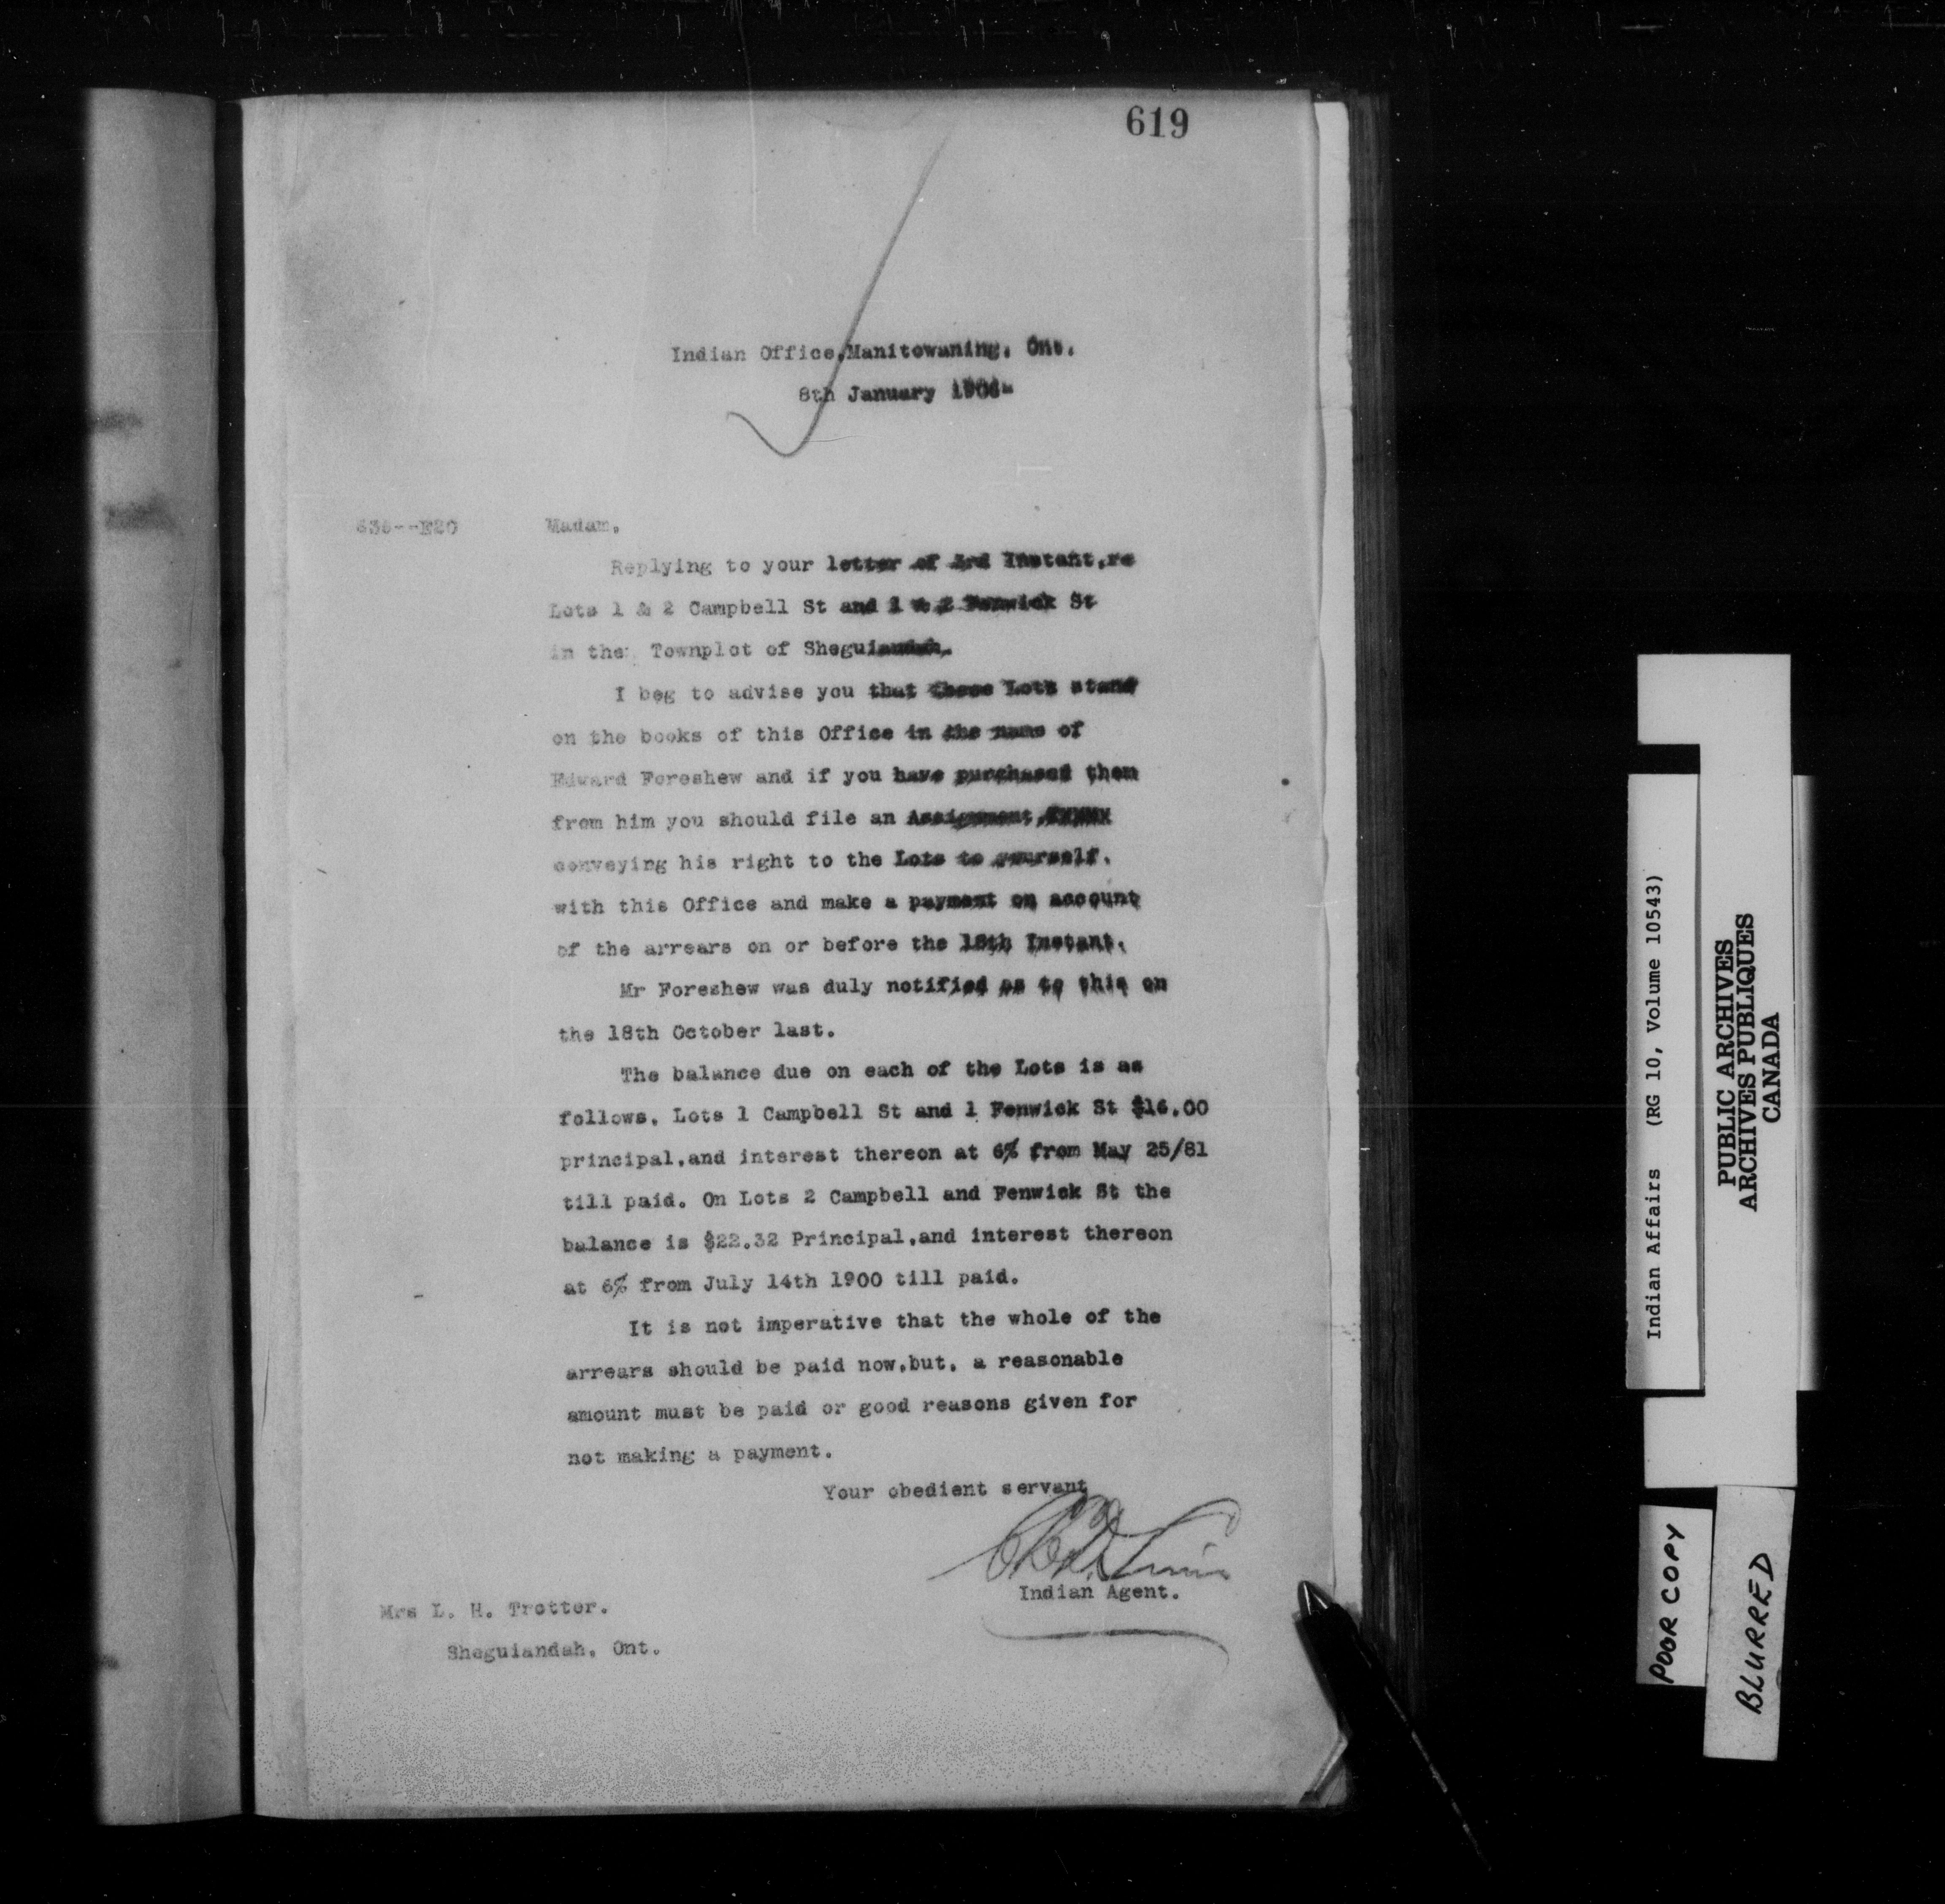 619
Indian Office,Manitowaning, Ont.
8th January
Madam.
Replying to your letter of 3rd Instant,re
Lots 1 & 2 Campbell St and 1 & 2 Fenwick St
in the Townplot of Sheguiandah.
I beg to advise you that these Lots stand
on the books of this Office in the name of
Edward Foreshew and if you have purchased them
from him you should file an Assignment
conveying his right to the Lots to yourself.
with this Office and make a payment on account
of the arrears on or before the Instant.
Mr Foreshew was duly notified as to this on
the 18th October last.
The balance due on each of the Lots is as
follows. Lots 1 Campbell St and 1 Fenwick St $16.00
principal,and interest thereon at 6% from May 25/81
till paid. On Lots 2 Campbell and Fenwick St the
balance is $22.32 Principal,and interest thereon
at 6% from July 14th 1900 till paid.
It is not imperative that the whole of the
arrears should be paid now,but, a reasonable
amount must be paid or good reasons given for
not making a payment.
Your obedient servant
Indian Agent.
Mrs L. H. Trotter.
Sheguiandah. Ont.
Indian Affairs (RG 10, Volume 10543)
PUBLIC ARCHIVES
ARCHIVES PUBLIQUES
CANADA
POOR COPY
BLURRED